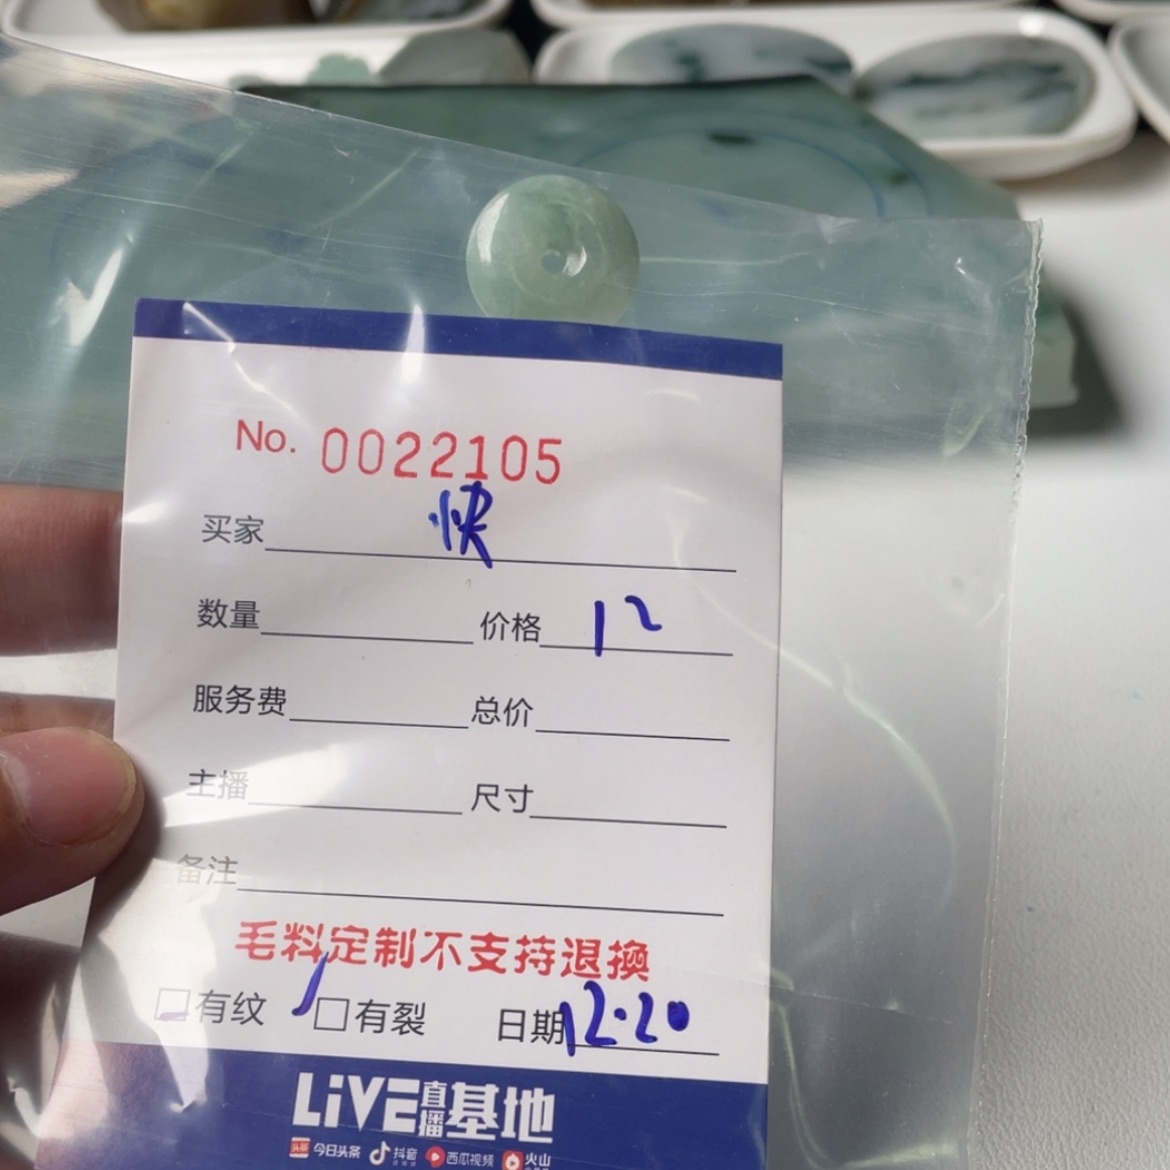 No. 0022105
买家 快
数量 价格 12
服务费 总价
主播 尺寸
备注
毛料定制不支持退换
有纹 有裂 日期 12.20
LiVE直播基地
头条 今日头条 抖音 西瓜视频 火山